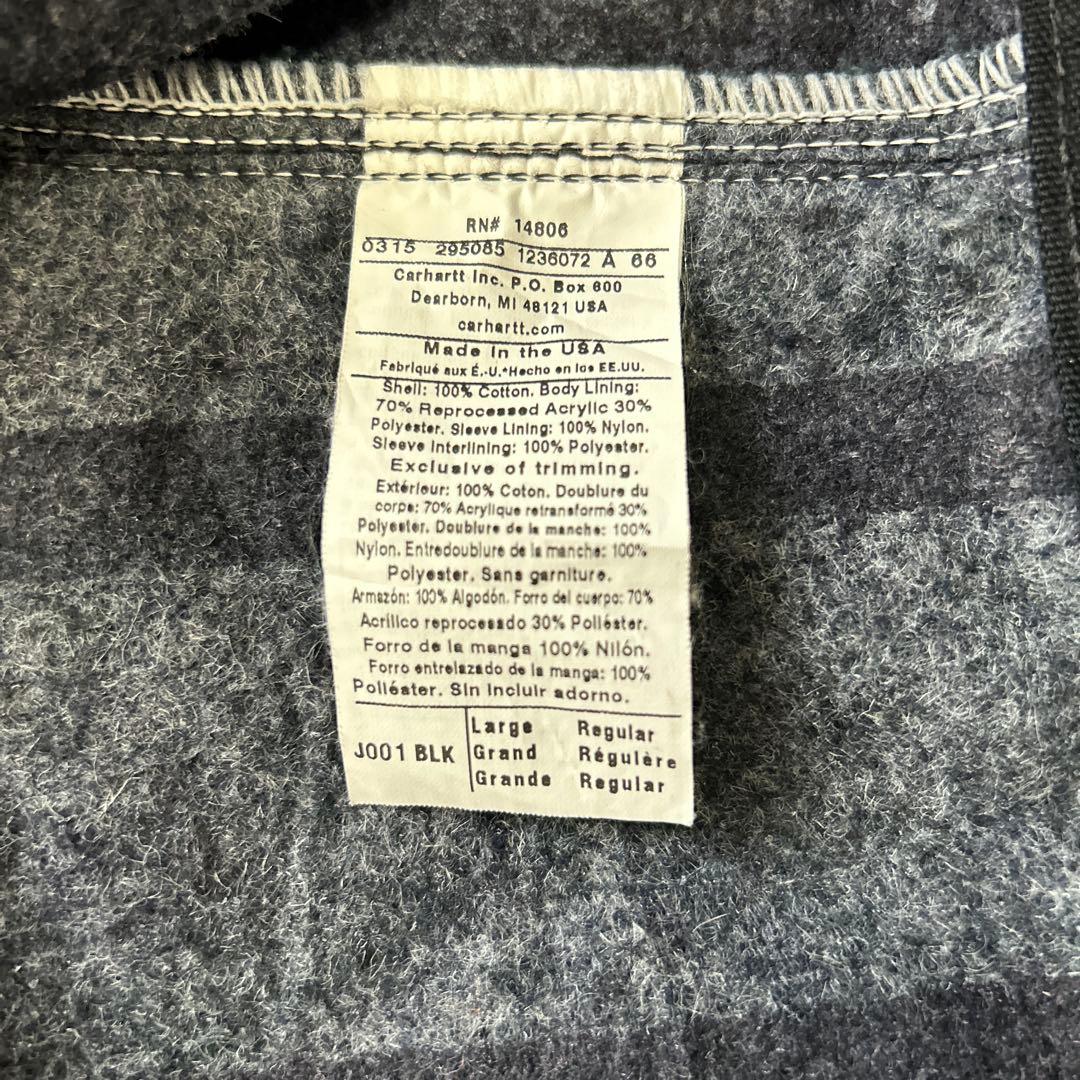 RN# 14806
0315 295065 1236072 A 66
Carhartt Inc. P.O. Box 600
Dearborn, MI 48121 USA
carhartt.com
Made in the USA
Fabriqué aux É.-U.*Hecho en los EE.UU.
Shell: 100% Cotton. Body Lining:
70% Reprocessed Acrylic 30%
Polyester. Sleeve Lining: 100% Nylon.
Sleeve Interlining: 100% Polyester.
Exclusive of trimming.
Extérieur: 100% Coton. Doublure du
corps: 70% Acrylique retransformé 30%
Polyester. Doublure de la manche: 100%
Nylon. Entredoublure de la manche: 100%
Polyester. Sans garniture.
Armazón: 100% Algodón. Forro del cuerpo: 70%
Acrílico reprocesado 30% Poliéster.
Forro de la manga 100% Nilón.
Forro entrelazado de la manga: 100%
Poliéster. Sin incluir adorno.
J001 BLK
Large Regular
Grand Régulère
Grande Regular